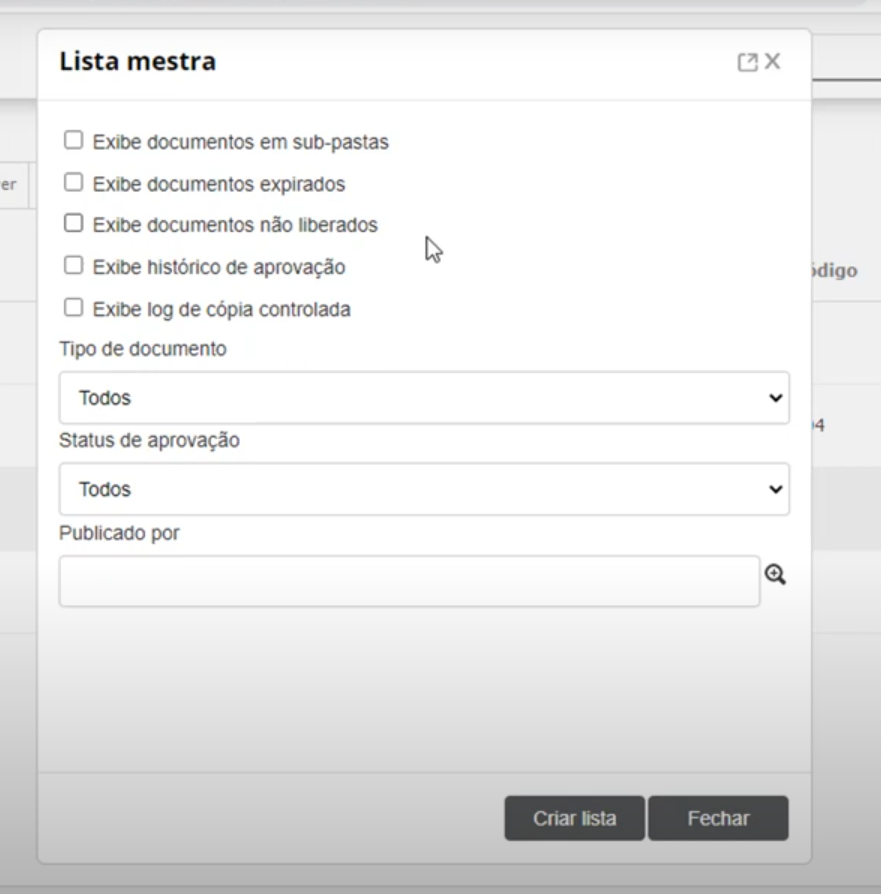 Lista mestra
Exibe documentos em sub-pastas
Exibe documentos expirados
er
Exibe documentos não liberados
Exibe histórico de aprovação
ódigo
Exibe log de cópia controlada
Tipo de documento
Todos
Status de aprovação
Todos
Publicado por
Criar lista
Fechar